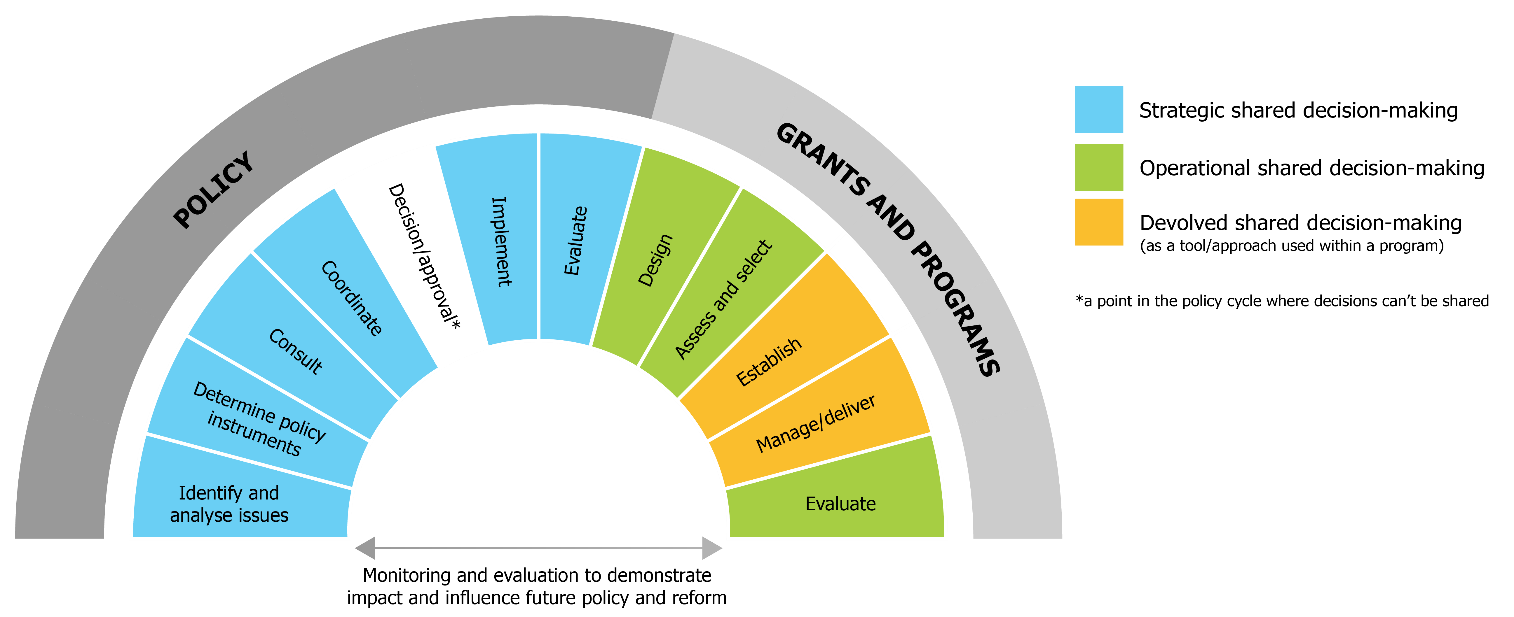 POLICY
GRANTS AND PROGRAMS
Identify and
analyse issues
Determine policy
instruments
Consult
Coordinate
Decision/approval*
Implement
Evaluate
Design
Assess and select
Establish
Manage/deliver
Evaluate
Monitoring and evaluation to demonstrate
impact and influence future policy and reform
Strategic shared decision-making
Operational shared decision-making
Devolved shared decision-making
(as a tool/approach used within a program)
*a point in the policy cycle where decisions can’t be shared